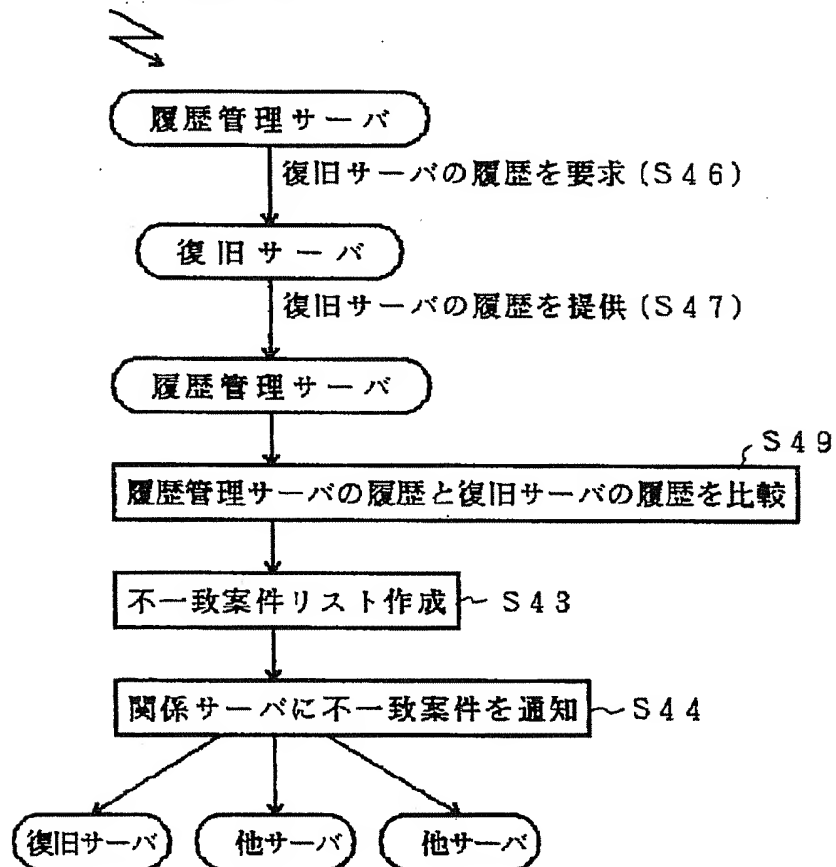 履歴管理サーバ
復旧サーバの履歴を要求(S46)
復旧サーバ
復旧サーバの履歴を提供(S47)
履歴管理サーバ
S49
履歴管理サーバの履歴と復旧サーバの履歴を比較
不一致案件リスト作成 S43
関係サーバに不一致案件を通知 S44
復旧サーバ 他サーバ 他サーバ